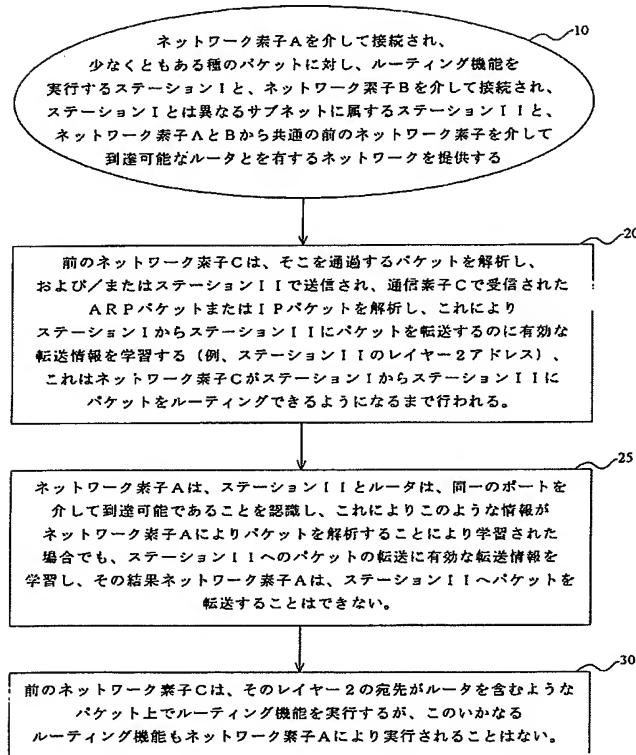 10
ネットワーク素子Aを介して接続され、
少なくともある種のパケットに対し、ルーティング機能を
実行するステーションIと、ネットワーク素子Bを介して接続され、
ステーションIとは異なるサブネットに属するステーションIIと、
ネットワーク素子AとBから共通の前のネットワーク素子を介して
到達可能なルータとを有するネットワークを提供する
20
前のネットワーク素子Cは、そこを通過するパケットを解析し、
および/またはステーションIIで送信され、通信素子Cで受信された
ARPパケットまたはIPパケットを解析し、これにより
ステーションIからステーションIIにパケットを転送するのに有効な
転送情報を学習する(例、ステーションIIのレイヤー2アドレス)、
これはネットワーク素子CがステーションIからステーションIIに
パケットをルーティングできるようになるまで行われる。
25
ネットワーク素子Aは、ステーションIIとルータは、同一のポートを
介して到達可能であることを認識し、これによりこのような情報が
ネットワーク素子Aによりパケットを解析することにより学習された
場合でも、ステーションIIへのパケットの転送に有効な転送情報を
学習し、その結果ネットワーク素子Aは、ステーションIIへパケットを
転送することはできない。
30
前のネットワーク素子Cは、そのレイヤー2の宛先がルータを含むような
パケット上でルーティング機能を実行するが、このいかなる
ルーティング機能もネットワーク素子Aにより実行されることはない。